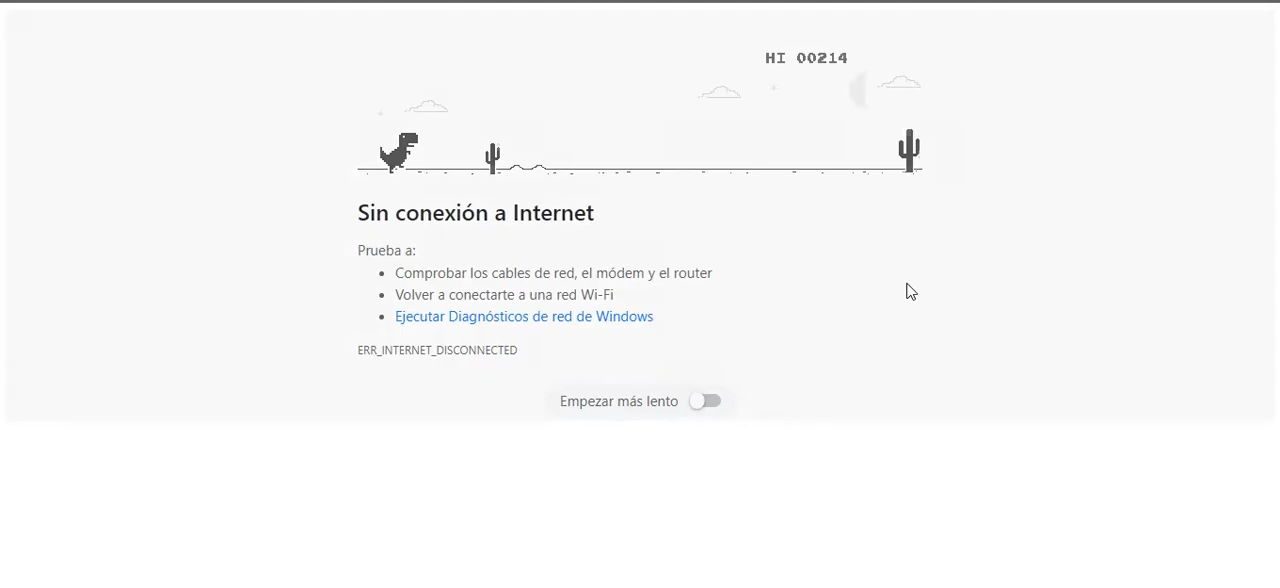 HI 00214
Sin conexión a Internet
Prueba a:
Comprobar los cables de red, el módem y el router
Volver a conectarte a una red Wi-Fi
Ejecutar Diagnósticos de red de Windows
ERR_INTERNET_DISCONNECTED
Empezar más lento